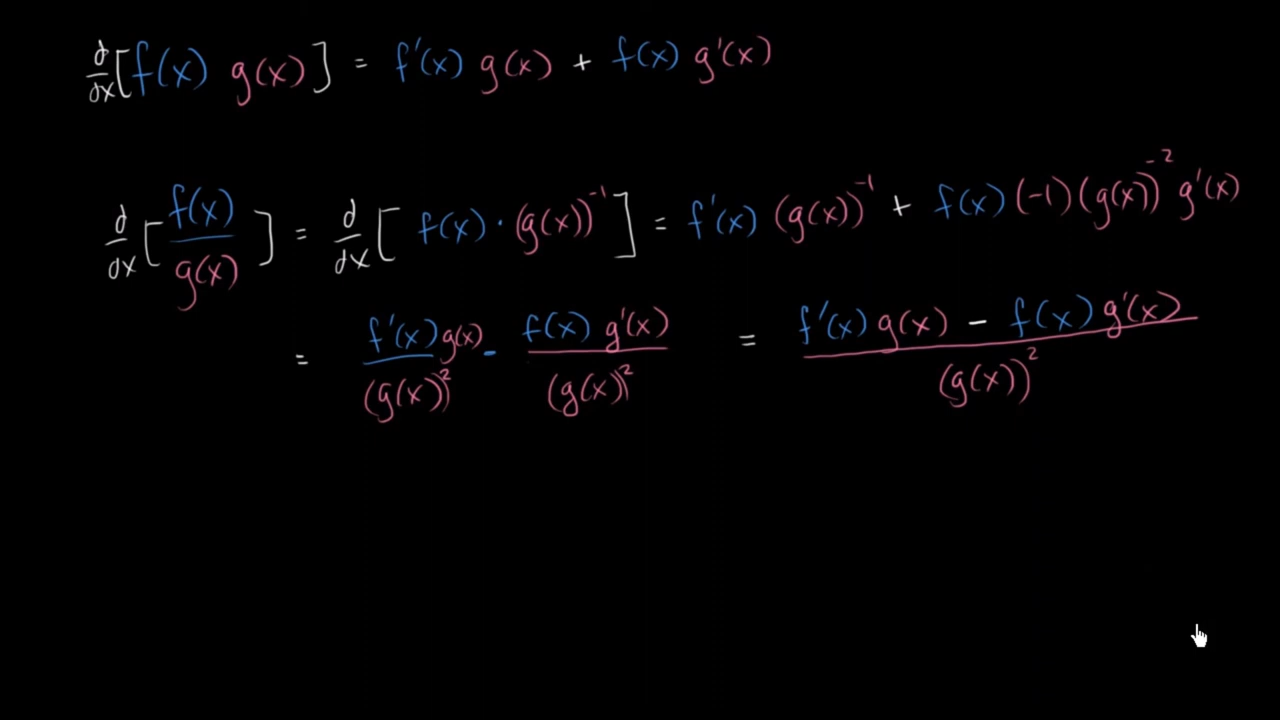 d/dx [f(x) g(x)] = f'(x) g(x) + f(x) g'(x)
d/dx [f(x)/g(x)] = d/dx [f(x) · (g(x))⁻¹] = f'(x) (g(x))⁻¹ + f(x) (-1) (g(x))⁻² g'(x)
= f'(x) g(x)/(g(x))² - f(x) g'(x)/(g(x))² = f'(x) g(x) - f(x) g'(x)/(g(x))²